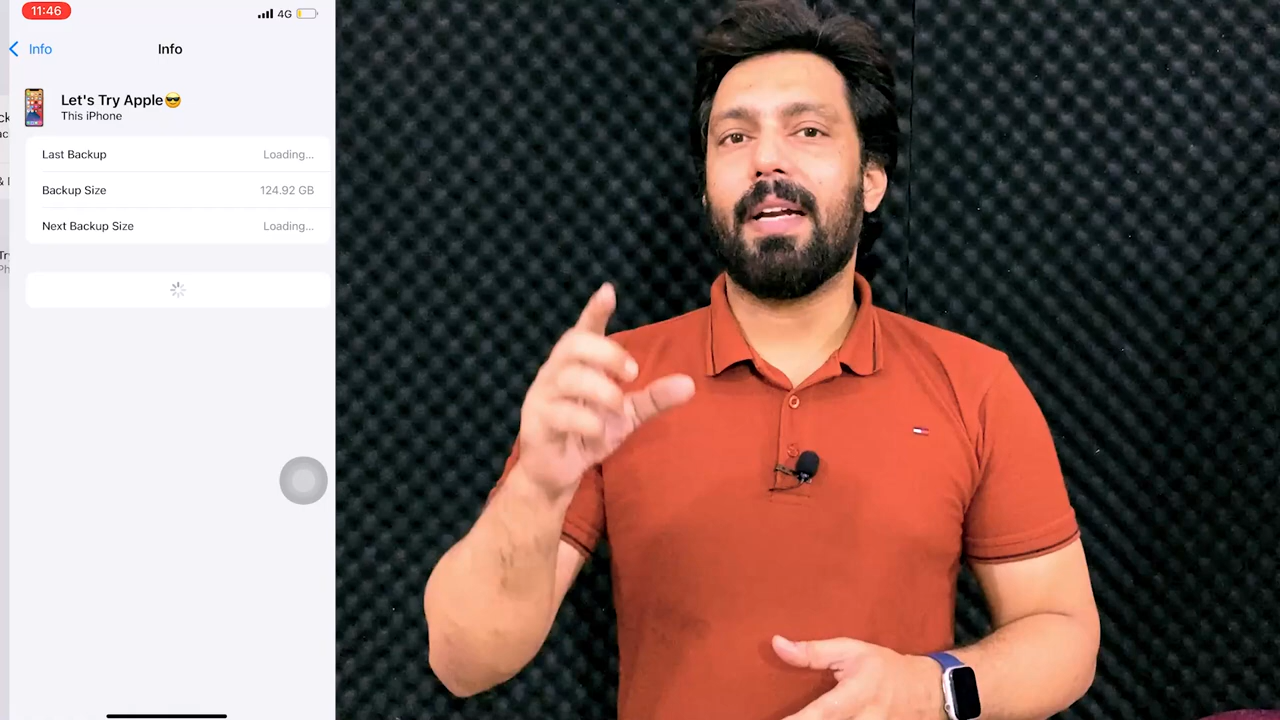 11:46
4G
Info
Info
Let's Try Apple😎
This iPhone
Last Backup
Loading...
Backup Size
124.92 GB
Next Backup Size
Loading...